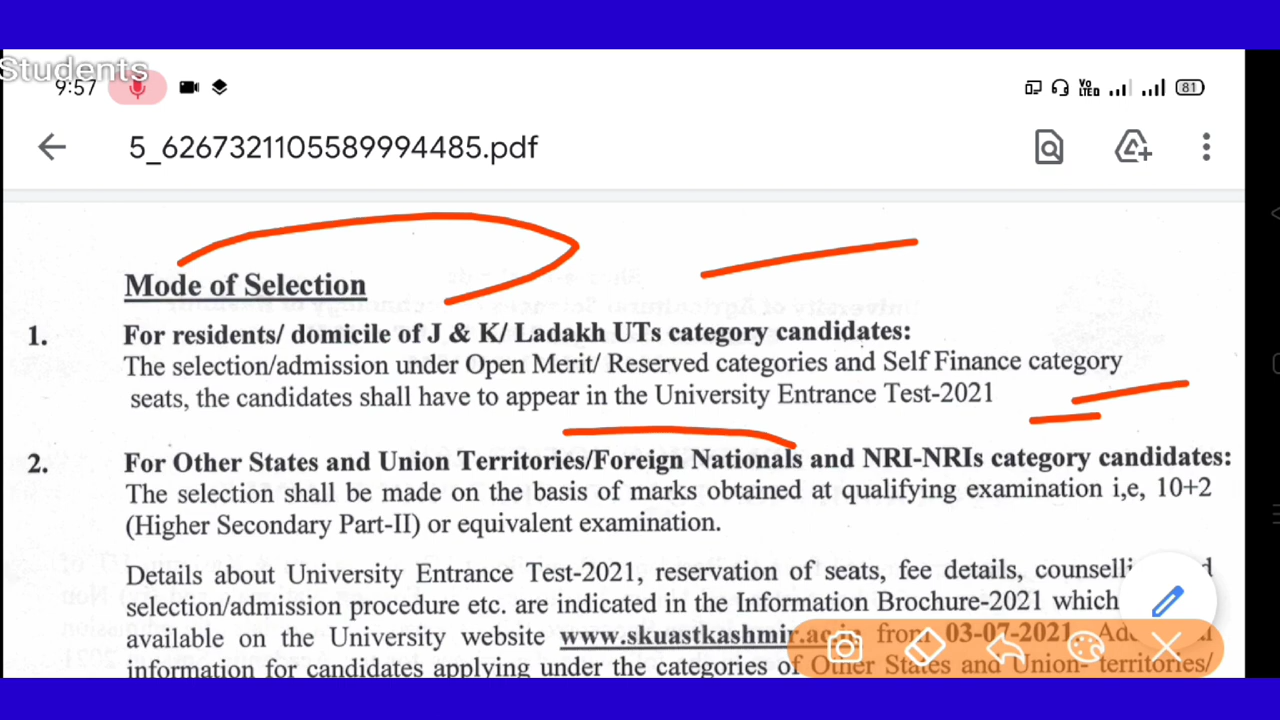 Students
9:57
Vo LTED
81
5_6267321105589994485.pdf
Mode of Selection
1. For residents/ domicile of J & K/ Ladakh UTs category candidates:
The selection/admission under Open Merit/ Reserved categories and Self Finance category
seats, the candidates shall have to appear in the University Entrance Test-2021
2. For Other States and Union Territories/Foreign Nationals and NRI-NRIs category candidates:
The selection shall be made on the basis of marks obtained at qualifying examination i,e, 10+2
(Higher Secondary Part-II) or equivalent examination.
Details about University Entrance Test-2021, reservation of seats, fee details,
selection/admission procedure etc. are indicated in the Information Brochure-2021 which
available on the University website www.skuastkashmir.ac.in from 03-07-2021.
information for candidates applying under the categories of Other States and Union- territories/